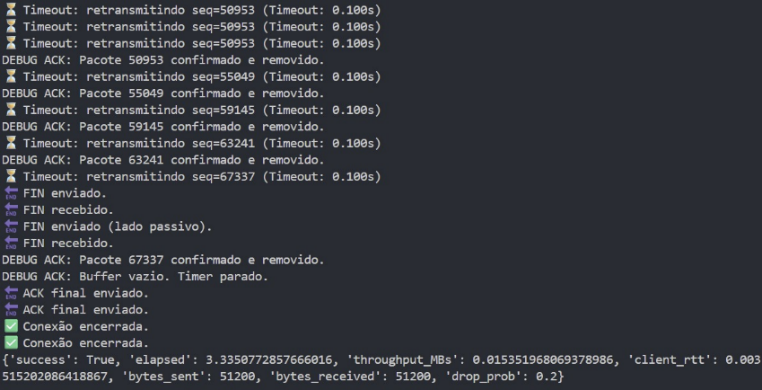 ⏳ Timeout: retransmitindo seq=50953 (Timeout: 0.100s)
⏳ Timeout: retransmitindo seq=50953 (Timeout: 0.100s)
⏳ Timeout: retransmitindo seq=50953 (Timeout: 0.100s)
DEBUG ACK: Pacote 50953 confirmado e removido.
⏳ Timeout: retransmitindo seq=55049 (Timeout: 0.100s)
DEBUG ACK: Pacote 55049 confirmado e removido.
⏳ Timeout: retransmitindo seq=59145 (Timeout: 0.100s)
DEBUG ACK: Pacote 59145 confirmado e removido.
⏳ Timeout: retransmitindo seq=63241 (Timeout: 0.100s)
DEBUG ACK: Pacote 63241 confirmado e removido.
⏳ Timeout: retransmitindo seq=67337 (Timeout: 0.100s)
🔚 FIN enviado.
🔚 FIN recebido.
🔚 FIN enviado (lado passivo).
🔚 FIN recebido.
DEBUG ACK: Pacote 67337 confirmado e removido.
DEBUG ACK: Buffer vazio. Timer parado.
🔚 ACK final enviado.
🔚 ACK final enviado.
✅ Conexão encerrada.
✅ Conexão encerrada.
{'success': True, 'elapsed': 3.3350772857666016, 'throughput_MBs': 0.015351968069378986, 'client_rtt': 0.003
515202086418867, 'bytes_sent': 51200, 'bytes_received': 51200, 'drop_prob': 0.2}